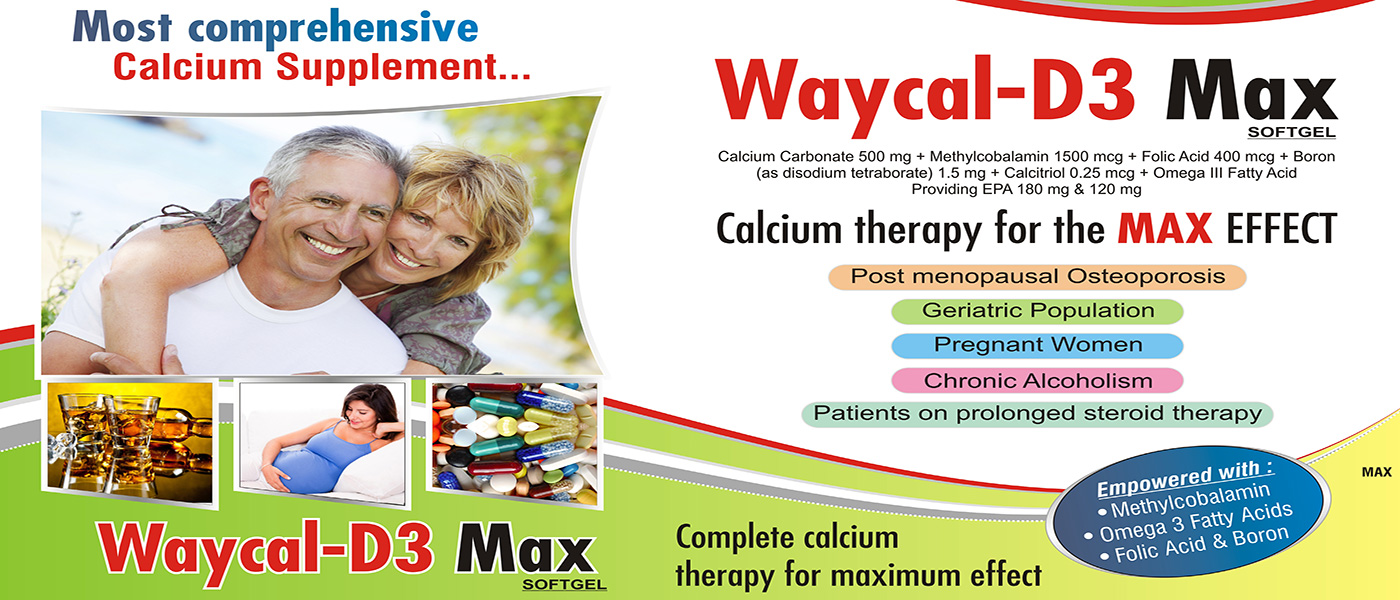 Most comprehensive
Calcium Supplement...
Waycal-D3 Max
SOFTGEL
Waycal-D3 Max
SOFTGEL
Calcium Carbonate 500 mg + Methylcobalamin 1500 mcg + Folic Acid 400 mcg + Boron
(as disodium tetraborate) 1.5 mg + Calcitriol 0.25 mcg + Omega III Fatty Acid
Providing EPA 180 mg & 120 mg
Calcium therapy for the MAX EFFECT
Post menopausal Osteoporosis
Geriatric Population
Pregnant Women
Chronic Alcoholism
Patients on prolonged steroid therapy
Empowered with :
• Methylcobalamin
• Omega 3 Fatty Acids
• Folic Acid & Boron
MAX
Complete calcium
therapy for maximum effect